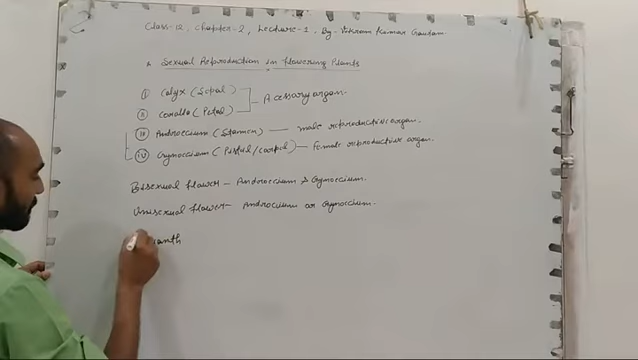 Class-12, Chapter-2, Lecture-1, By-Vikram Kumar Gautam
* Sexual Reproduction in flowering Plants
(i) Calyx (Sepal)
Acessary organ.
(ii) Corolla (Petal)
(iii) Androecium (Stamen) — male reproductive organ.
(iv) Gynoecium (Pistil/carpel) — Female reproductive organ.
Bisexual flower - Androecium & Gynoecium.
Unisexual flower - Androecium or Gynoecium.
ianth